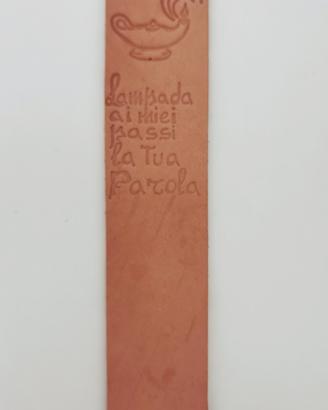 Lampada
ai miei
passi
la Tua
Parola